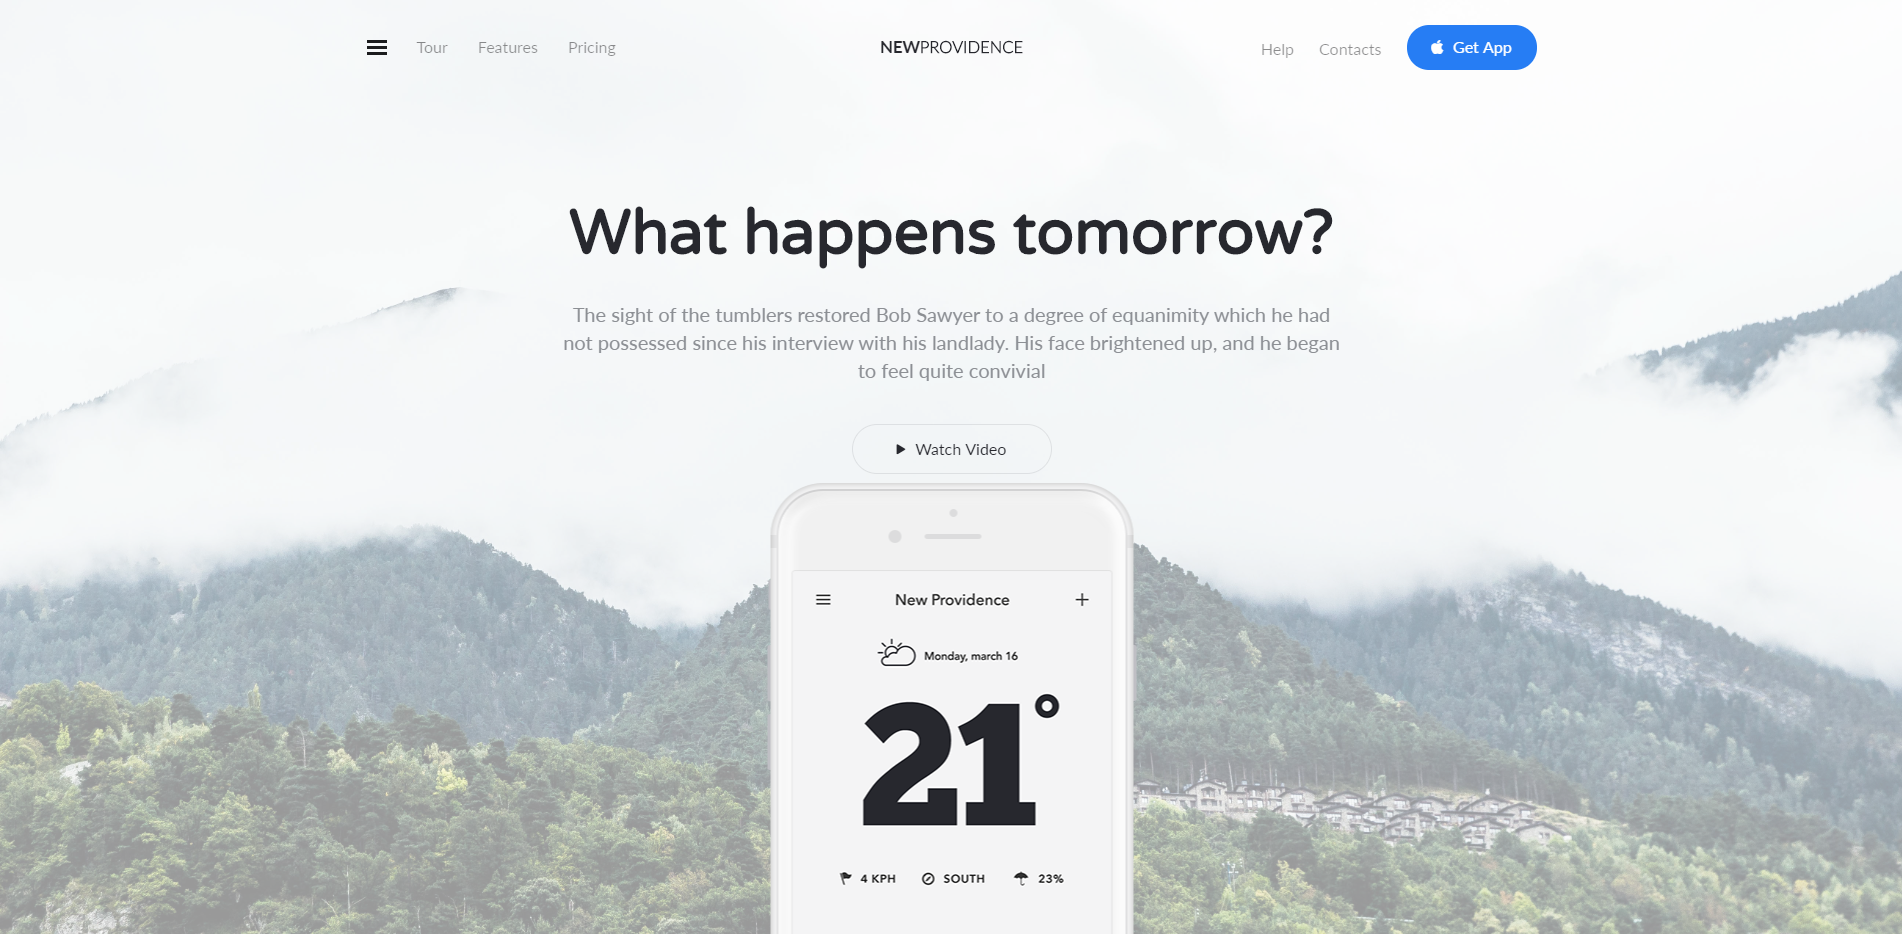 Tour Features Pricing NEWPROVIDENCE Help Contacts Get App
What happens tomorrow?
The sight of the tumblers restored Bob Sawyer to a degree of equanimity which he had
not possessed since his interview with his landlady. His face brightened up, and he began
to feel quite convivial
Watch Video
New Providence
Monday, march 16
21°
4 KPH SOUTH 23%